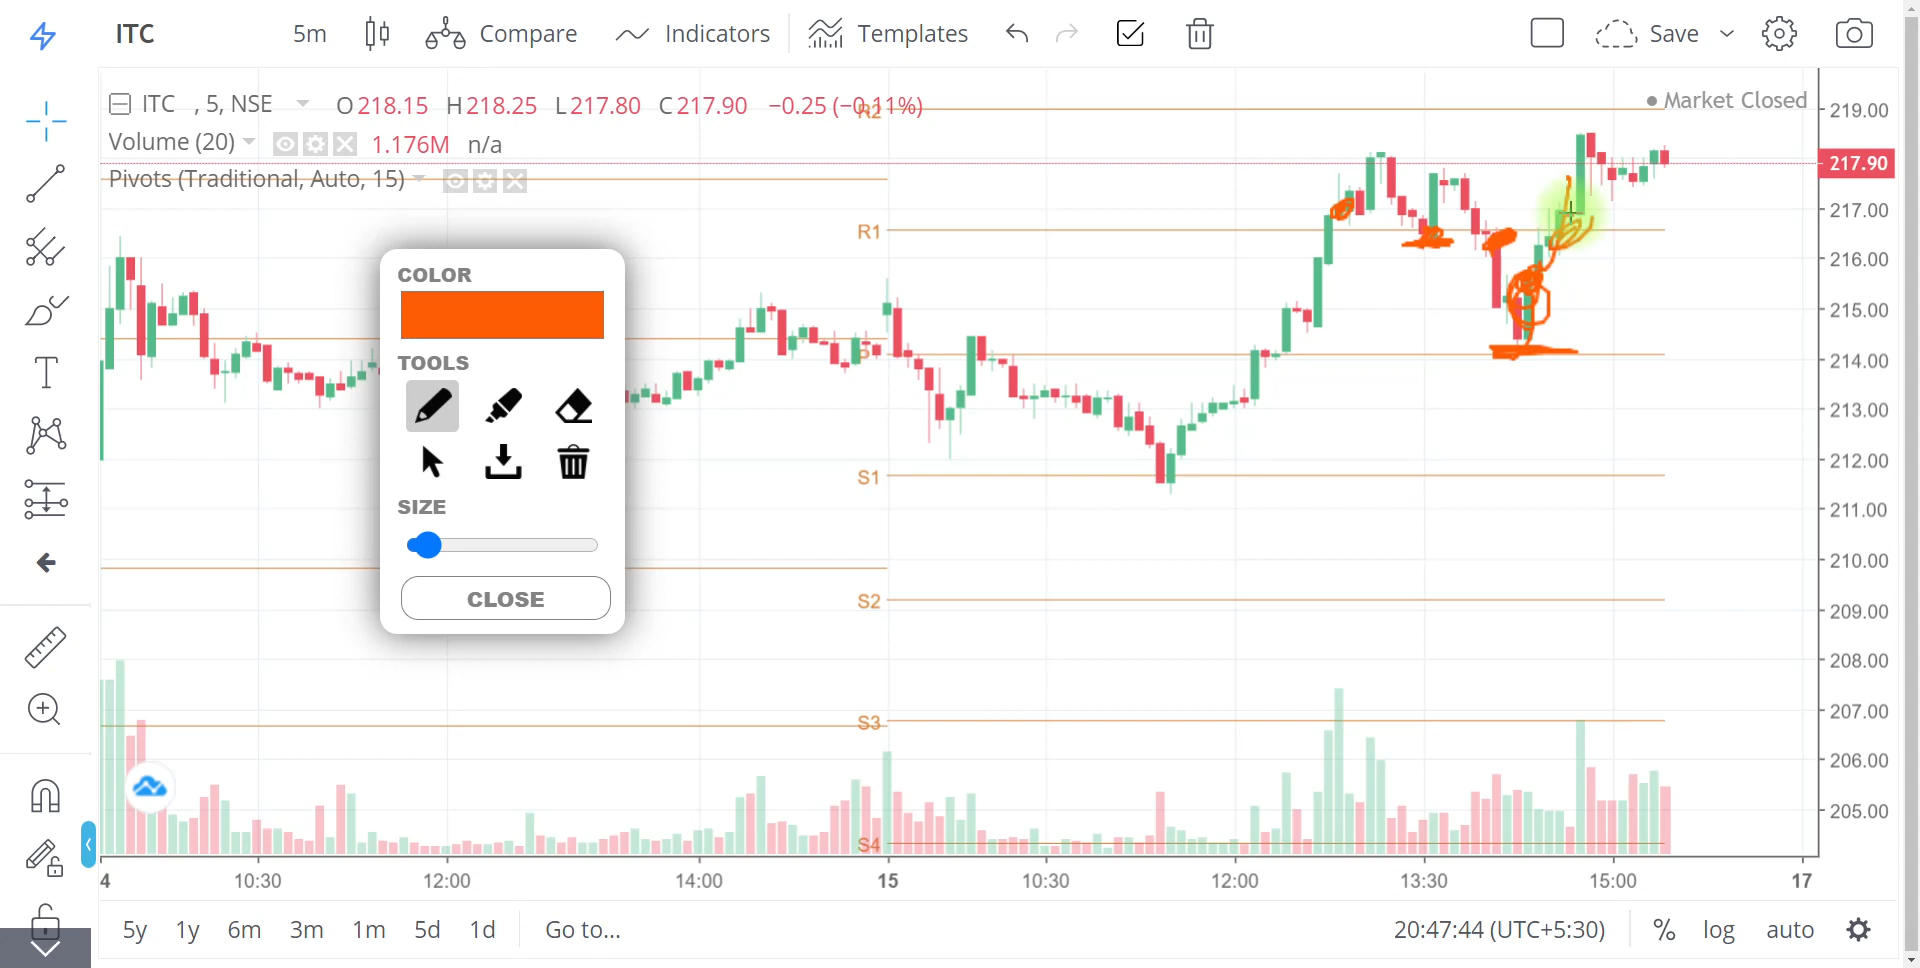 ITC 5m Compare Indicators Templates Save
ITC , 5, NSE O218.15 H218.25 L217.80 C217.90 −0.25 (−0.11%)
Market Closed
Volume (20) 1.176M n/a
Pivots (Traditional, Auto, 15)
R2
R1
P
S1
S2
S3
S4
COLOR
TOOLS
SIZE
CLOSE
219.00
217.90
217.00
216.00
215.00
214.00
213.00
212.00
211.00
210.00
209.00
208.00
207.00
206.00
205.00
4 10:30 12:00 14:00 15 10:30 12:00 13:30 15:00 17
5y 1y 6m 3m 1m 5d 1d Go to... 20:47:44 (UTC+5:30) % log auto